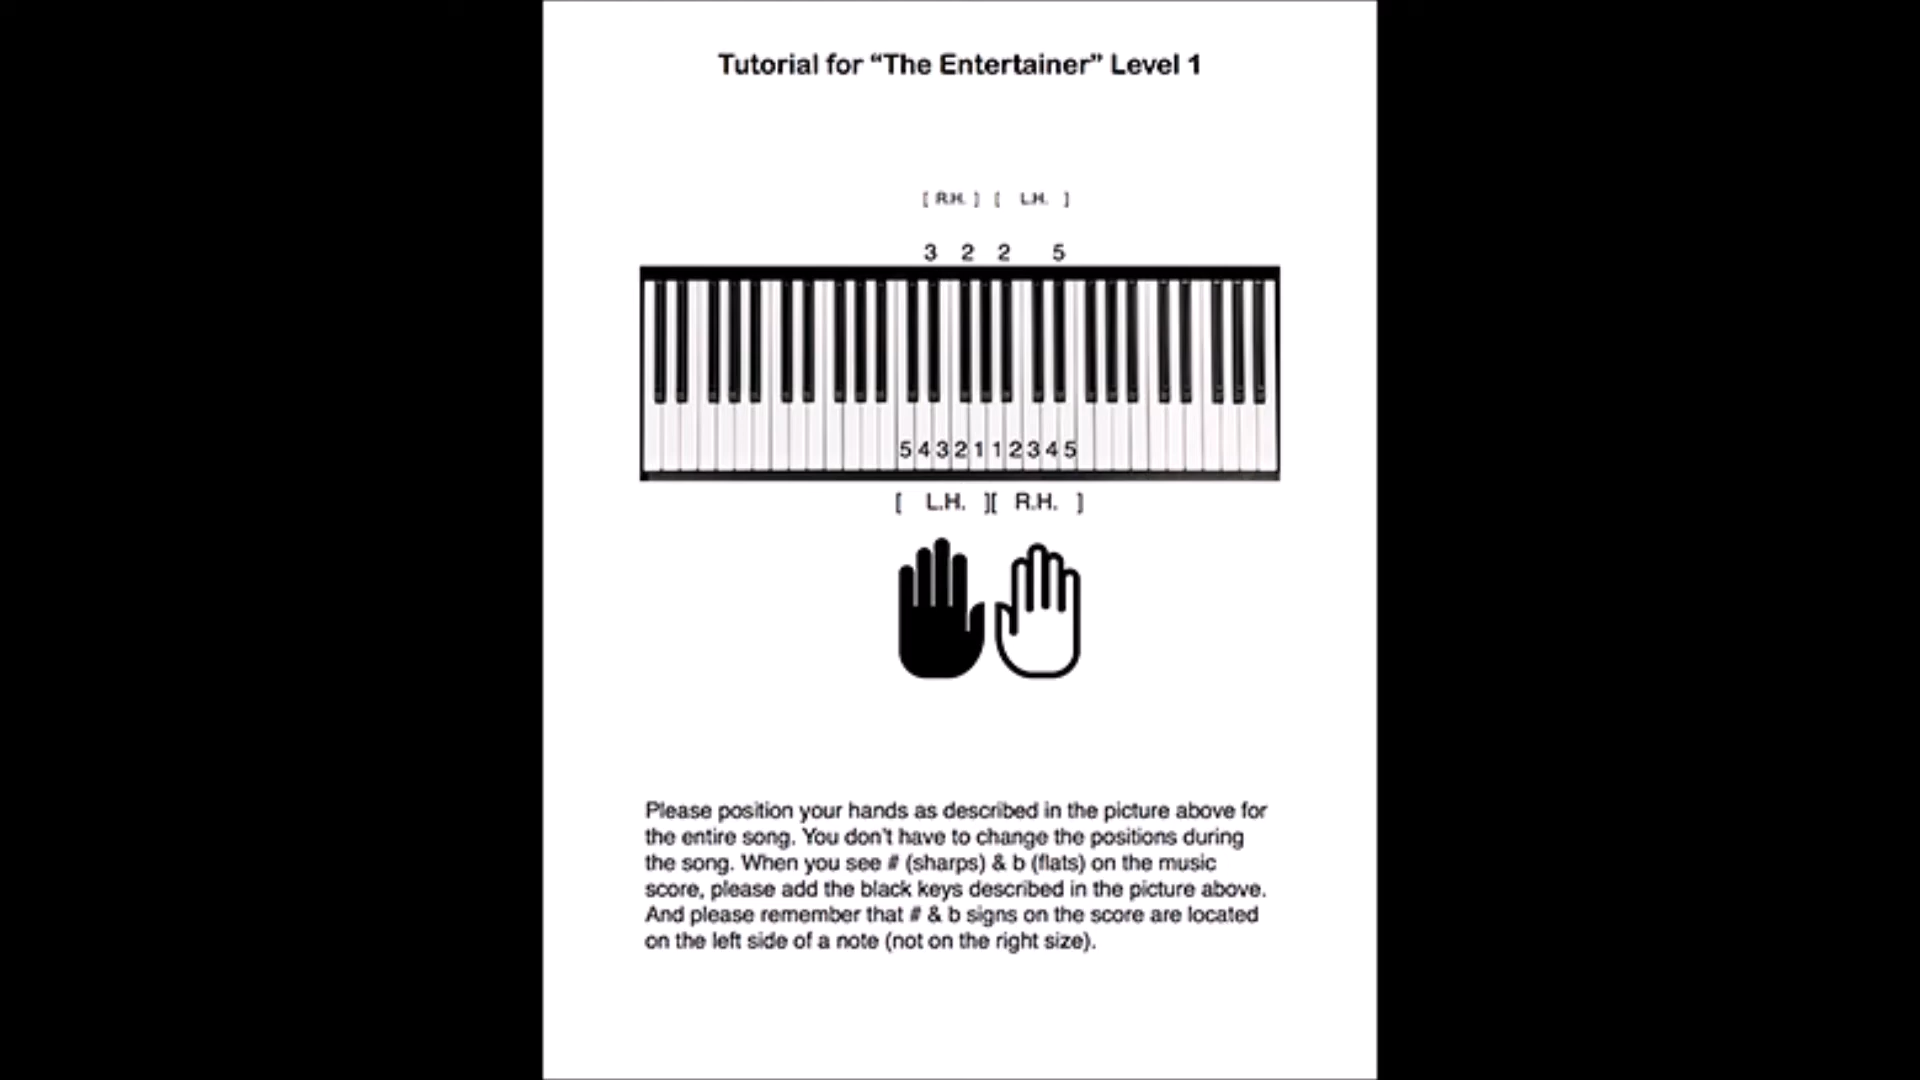 Tutorial for “The Entertainer” Level 1
[ R.H. ] [ L.H. ]
3 2 2 5
5 4 3 2 1 1 2 3 4 5
[ L.H. ][ R.H. ]
Please position your hands as described in the picture above for
the entire song. You don't have to change the positions during
the song. When you see # (sharps) & b (flats) on the music
score, please add the black keys described in the picture above.
And please remember that # & b signs on the score are located
on the left side of a note (not on the right size).